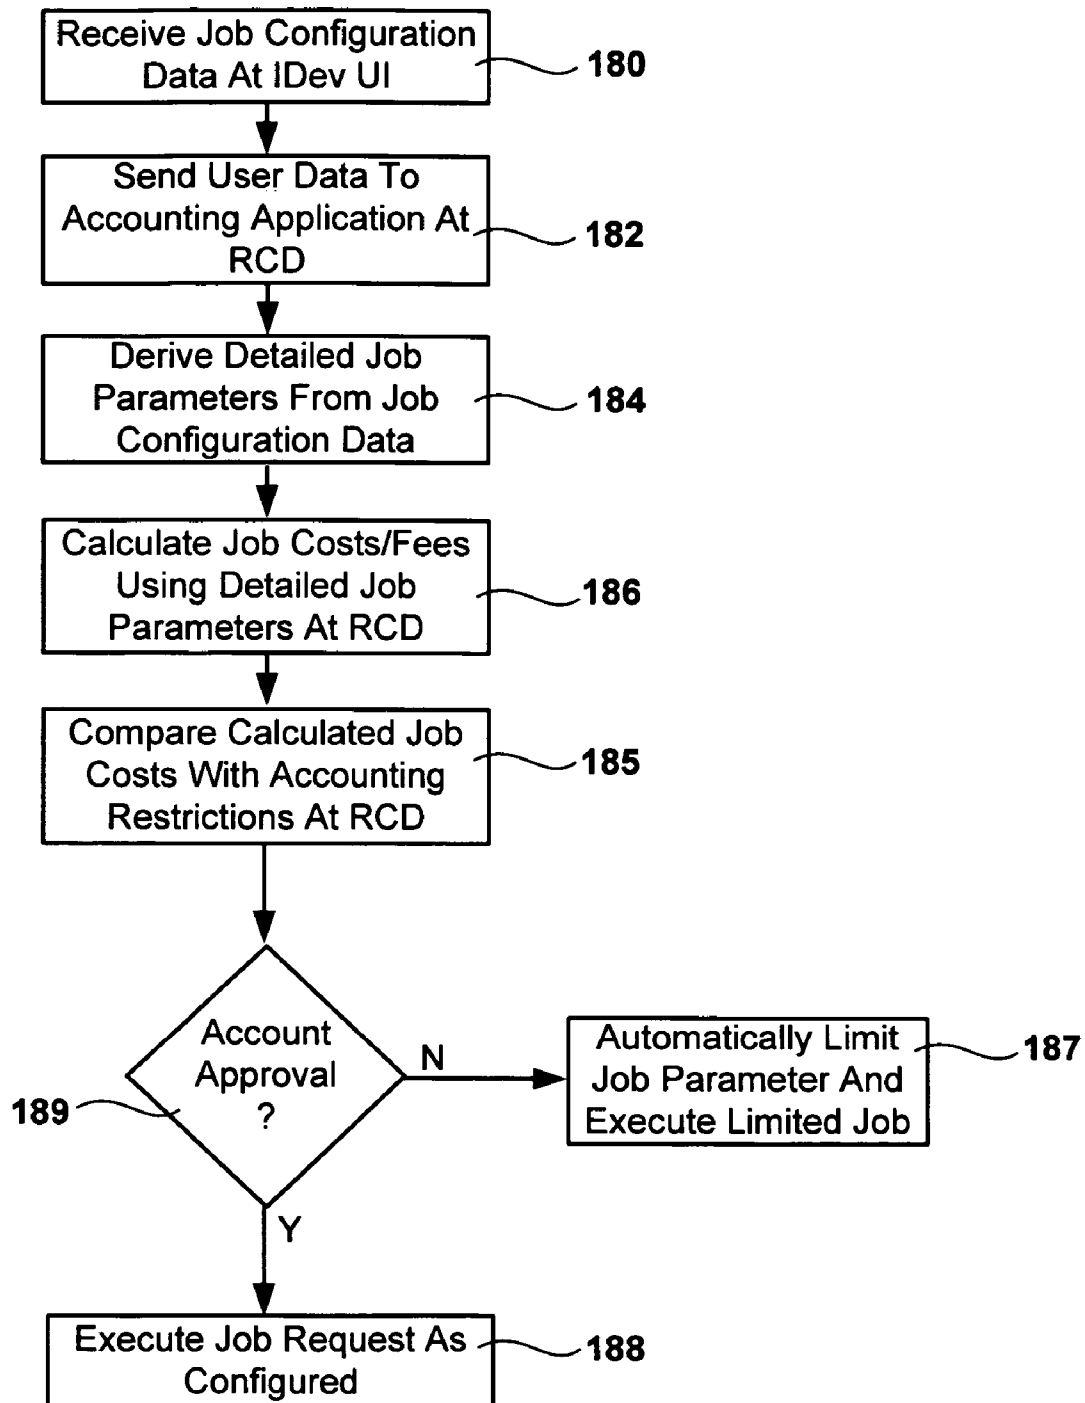 Receive Job Configuration
Data At IDev UI
180
Send User Data To
Accounting Application At
RCD
182
Derive Detailed Job
Parameters From Job
Configuration Data
184
Calculate Job Costs/Fees
Using Detailed Job
Parameters At RCD
186
Compare Calculated Job
Costs With Accounting
Restrictions At RCD
185
Account
Approval
?
189
N
Automatically Limit
Job Parameter And
Execute Limited Job
187
Y
Execute Job Request As
Configured
188